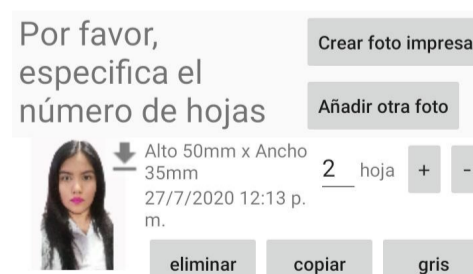 Por favor,
especifica el
número de hojas
Crear foto impresa
Añadir otra foto
Alto 50mm x Ancho
35mm
27/7/2020 12:13 p.
m.
2 hoja + -
eliminar copiar gris